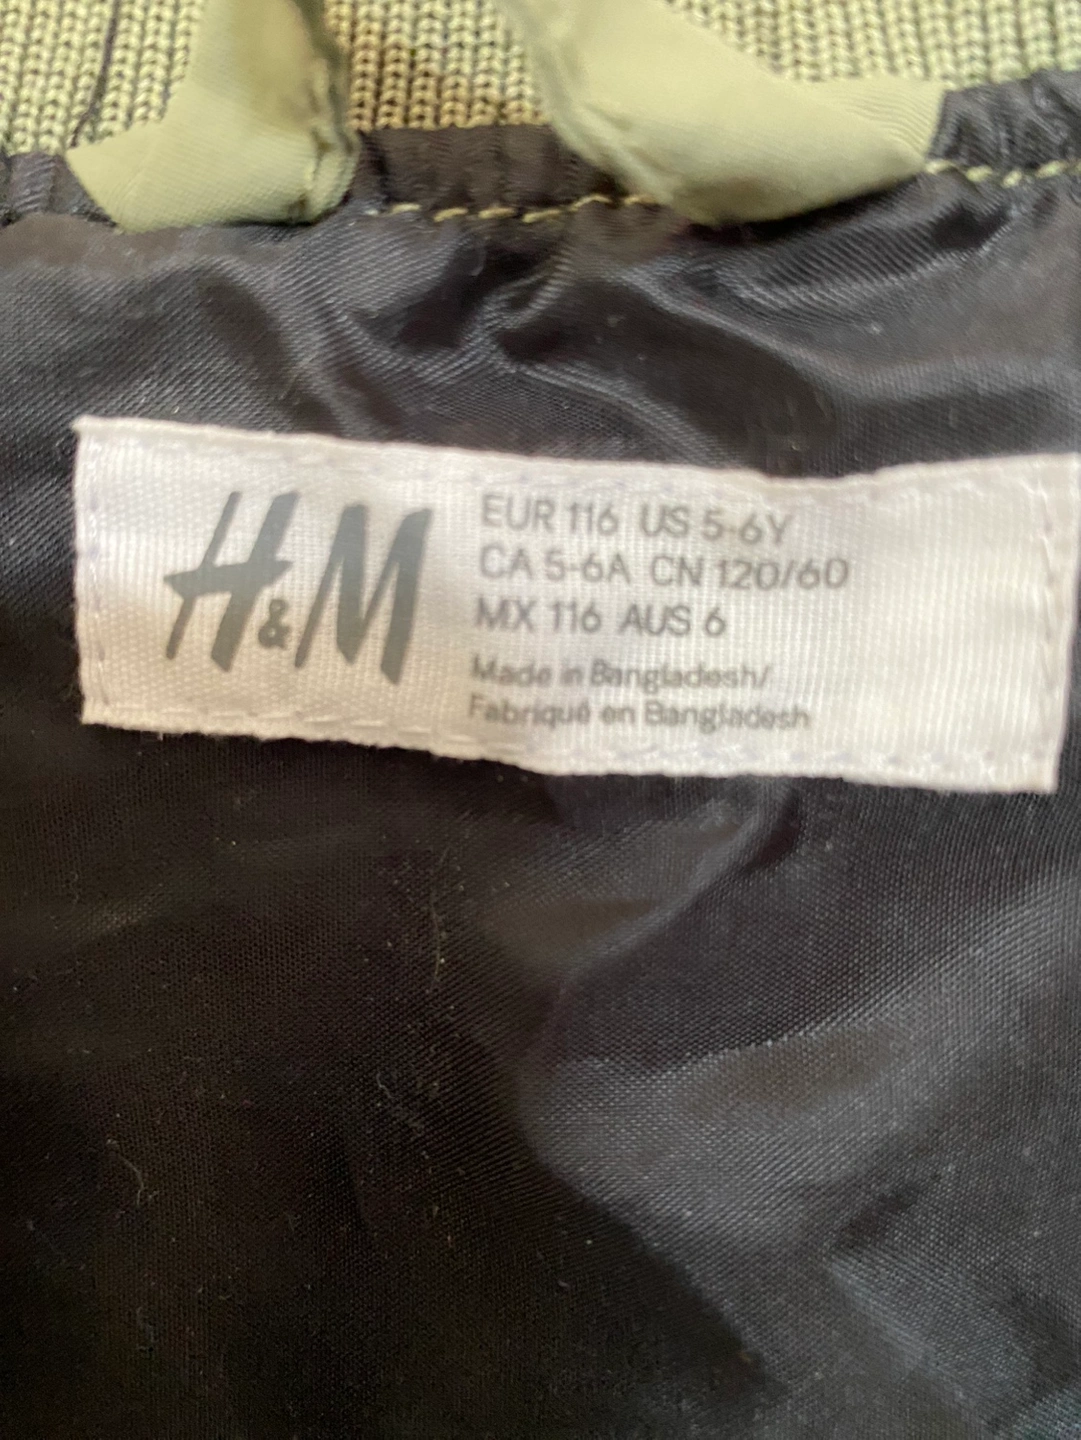 H&M
EUR 116 US 5-6Y
CA 5-6A CN 120/60
MX 116 AUS 6
Made in Bangladesh/
Fabriqué en Bangladesh